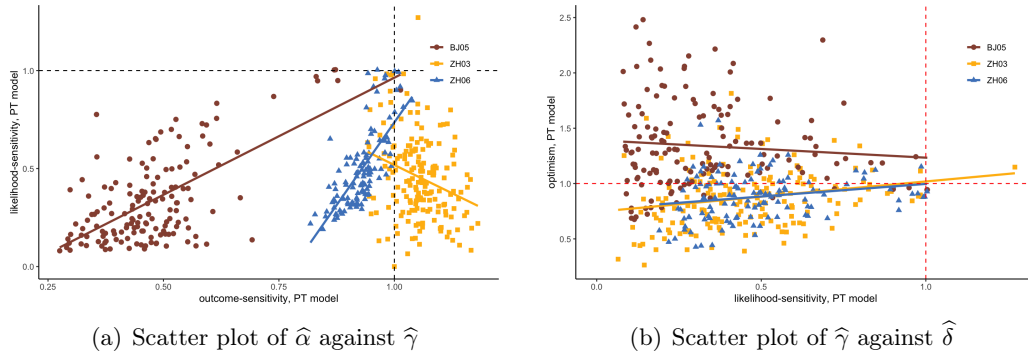 likelihood-sensitivity, PT model
1.0
0.5
0.0
0.25
0.50
0.75
1.00
outcome-sensitivity, PT model
BJ05
ZH03
ZH06
optimism, PT model
2.5
2.0
1.5
1.0
0.5
0.0
0.5
1.0
likelihood-sensitivity, PT model
BJ05
ZH03
ZH06
(a) Scatter plot of α̂ against γ̂
(b) Scatter plot of γ̂ against δ̂